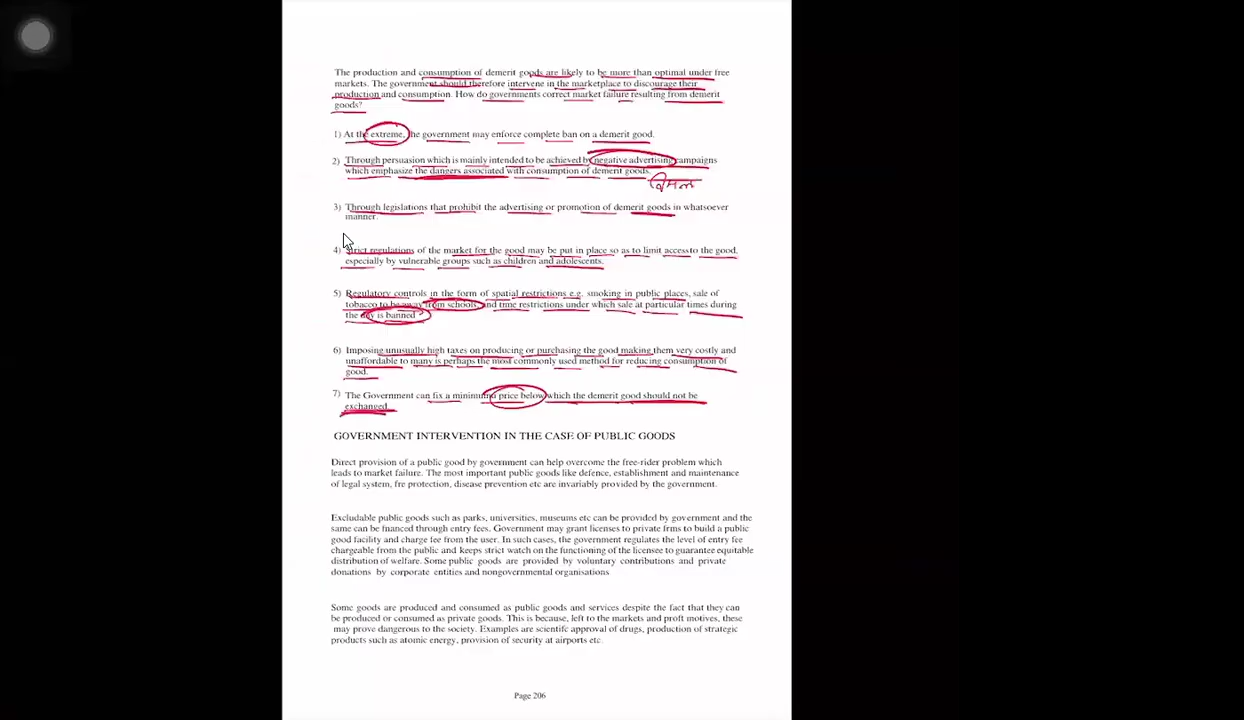 The production and consumption of demerit goods are likely to be more than optimal under free
markets. The government should therefore intervene in the marketplace to discourage their
production and consumption. How do governments correct market failure resulting from demerit
goods?
1) At the extreme, the government may enforce complete ban on a demerit good.
2) Through persuasion which is mainly intended to be achieved by negative advertising campaigns
which emphasize the dangers associated with consumption of demerit goods.
3) Through legislations that prohibit the advertising or promotion of demerit goods in whatsoever
manner.
4) Strict regulations of the market for the good may be put in place so as to limit accessto the good,
especially by vulnerable groups such as children and adolescents.
5) Regulatory controls in the form of spatial restrictions e.g. smoking in public places, sale of
tobacco to be away from schools and time restrictions under which sale at particular times during
the day is banned
6) Imposing unusually high taxes on producing or purchasing the good making them very costly and
unaffordable to many is perhaps the most commonly used method for reducing consumption of
good.
7) The Government can fix a minimum price below which the demerit good should not be
exchanged.
GOVERNMENT INTERVENTION IN THE CASE OF PUBLIC GOODS
Direct provision of a public good by government can help overcome the free-rider problem which
leads to market failure. The most important public goods like defence, establishment and maintenance
of legal system, fre protection, disease prevention etc are invariably provided by the government.
Excludable public goods such as parks, universities, museums etc can be provided by government and the
same can be fnanced through entry fees. Government may grant licenses to private frms to build a public
good facility and charge fee from the user. In such cases, the government regulates the level of entry fee
chargeable from the public and keeps strict watch on the functioning of the licensee to guarantee equitable
distribution of welfare. Some public goods are provided by voluntary contributions and private
donations by corporate entities and nongovernmental organisations
Some goods are produced and consumed as public goods and services despite the fact that they can
be produced or consumed as private goods. This is because, left to the markets and proft motives, these
may prove dangerous to the society. Examples are scientifc approval of drugs, production of strategic
products such as atomic energy, provision of security at airports etc.
Page 206